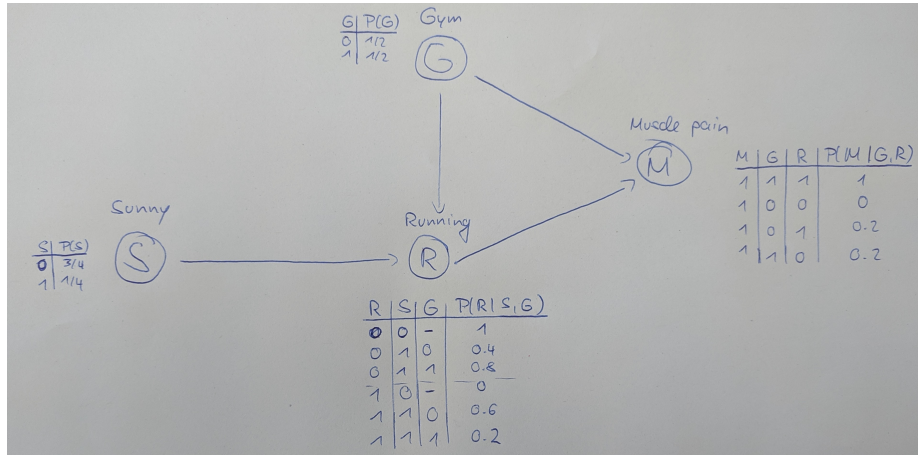 Gym
G P(G)
0 1/2
1 1/2
G
Muscle pain
M
M G R P(M|G,R)
1 1 1 1
1 0 0 0
1 0 1 0.2
1 1 0 0.2
Sunny
S P(S)
0 3/4
1 1/4
S
Running
R
R S G P(R|S,G)
0 0 - 1
0 1 0 0.4
0 1 1 0.8
1 0 - 0
1 1 0 0.6
1 1 1 0.2